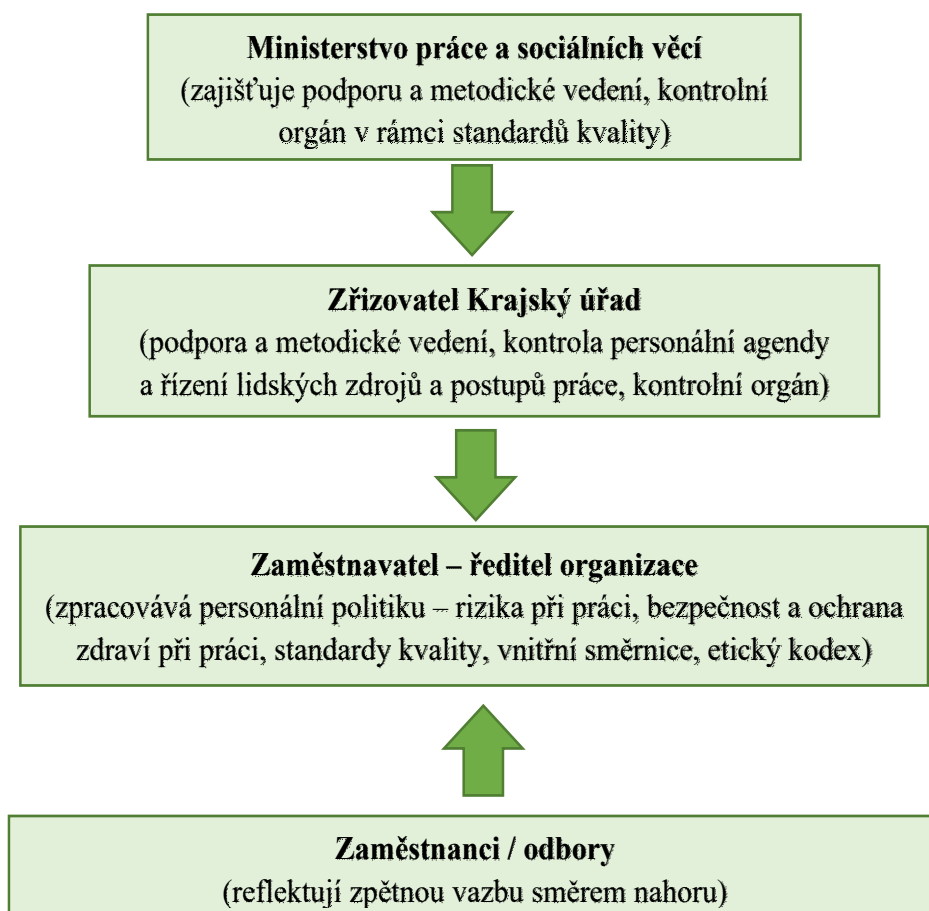 Ministerstvo práce a sociálních věcí
(zajišťuje podporu a metodické vedení, kontrolní
orgán v rámci standardů kvality)
Zřizovatel Krajský úřad
(podpora a metodické vedení, kontrola personální agendy
a řízení lidských zdrojů a postupů práce, kontrolní orgán)
Zaměstnavatel – ředitel organizace
(zpracovává personální politiku – rizika při práci, bezpečnost a ochrana
zdraví při práci, standardy kvality, vnitřní směrnice, etický kodex)
Zaměstnanci / odbory
(reflektují zpětnou vazbu směrem nahoru)